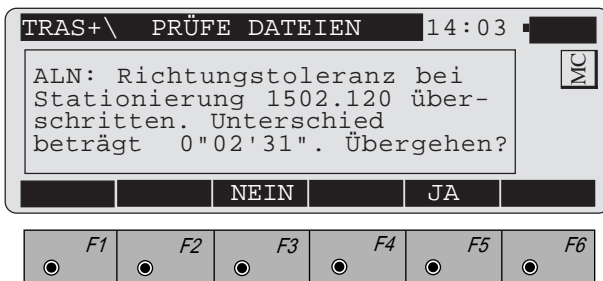 TRAS+\ PRÜFE DATEIEN 14:03
MC
ALN: Richtungstoleranz bei
Stationierung 1502.120 über-
schritten. Unterschied
beträgt 0"02'31". Übergehen?
NEIN JA
F1 F2 F3 F4 F5 F6